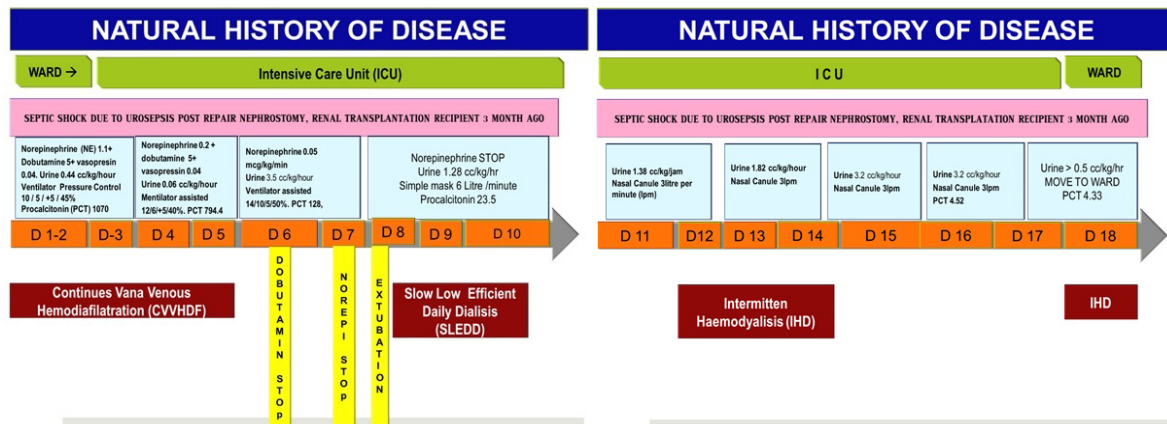 NATURAL HISTORY OF DISEASE
WARD →
Intensive Care Unit (ICU)
SEPTIC SHOCK DUE TO UROSEPSIS POST REPAIR NEPHROSTOMY, RENAL TRANSPLANTATION RECIPIENT 3 MONTH AGO
Norepinephrine (NE) 1.1+
Dobutamine 5+ vasopresin
0.04. Urine 0.44 cc/kg/hour
Ventilator Pressure Control
10 / 5 / +5 / 45%
Procalcitonin (PCT) 1070
Norepinephrine 0.2 +
dobutamine 5+
vasopressin 0.04
Urine 0.06 cc/kg/hour
Mentilator assisted
12/6/+5/40%. PCT 794.4
Norepinephrine 0.05
mcg/kg/min
Urine 3.5 cc/kg/hour
Ventilator assisted
14/10/5/50%. PCT 128,
Norepinephrine STOP
Urine 1.28 cc/kg/hr
Simple mask 6 Litre /minute
Procalcitonin 23.5
D 1-2
D-3
D 4
D 5
D 6
D 7
D 8
D 9
D 10
Continues Vana Venous
Hemodiafilatration (CVVHDF)
DOBUTAMIN STOP
NOREPI STOP
EXTUBATION
Slow Low Efficient
Daily Dialisis
(SLEDD)
NATURAL HISTORY OF DISEASE
I C U
WARD
SEPTIC SHOCK DUE TO UROSEPSIS POST REPAIR NEPHROSTOMY, RENAL TRANSPLATATION RECIPIENT 3 MONTH AGO
Urine 1.38 cc/kg/jam
Nasal Canule 3litre per
minute (lpm)
Urine 1.82 cc/kg/hour
Nasal Canule 3lpm
Urine 3.2 cc/kg/hour
Nasal Canule 3lpm
Urine 3.2 cc/kg/hour
Nasal Canule 3lpm
PCT 4.52
Urine > 0.5 cc/kg/hr
MOVE TO WARD
PCT 4.33
D 11
D12
D 13
D 14
D 15
D 16
D 17
D 18
Intermitten
Haemodyalisis (IHD)
IHD